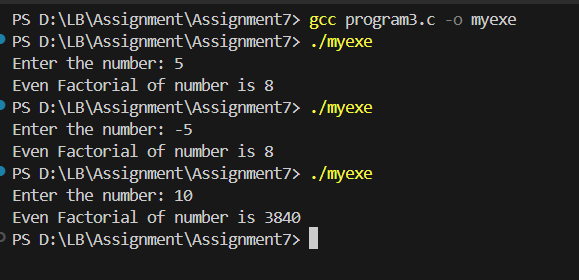 PS D:\LB\Assignment\Assignment7> gcc program3.c -o myexe
PS D:\LB\Assignment\Assignment7> ./myexe
Enter the number: 5
Even Factorial of number is 8
PS D:\LB\Assignment\Assignment7> ./myexe
Enter the number: -5
Even Factorial of number is 8
PS D:\LB\Assignment\Assignment7> ./myexe
Enter the number: 10
Even Factorial of number is 3840
PS D:\LB\Assignment\Assignment7>